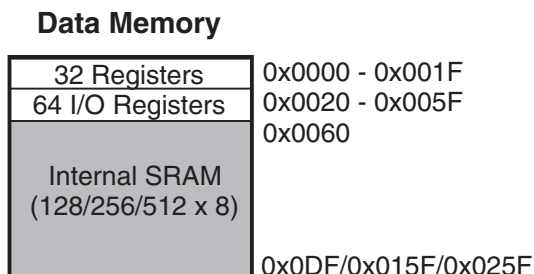 Data Memory
32 Registers 0x0000 - 0x001F
64 I/O Registers 0x0020 - 0x005F
0x0060
Internal SRAM
(128/256/512 x 8)
0x0DF/0x015F/0x025F